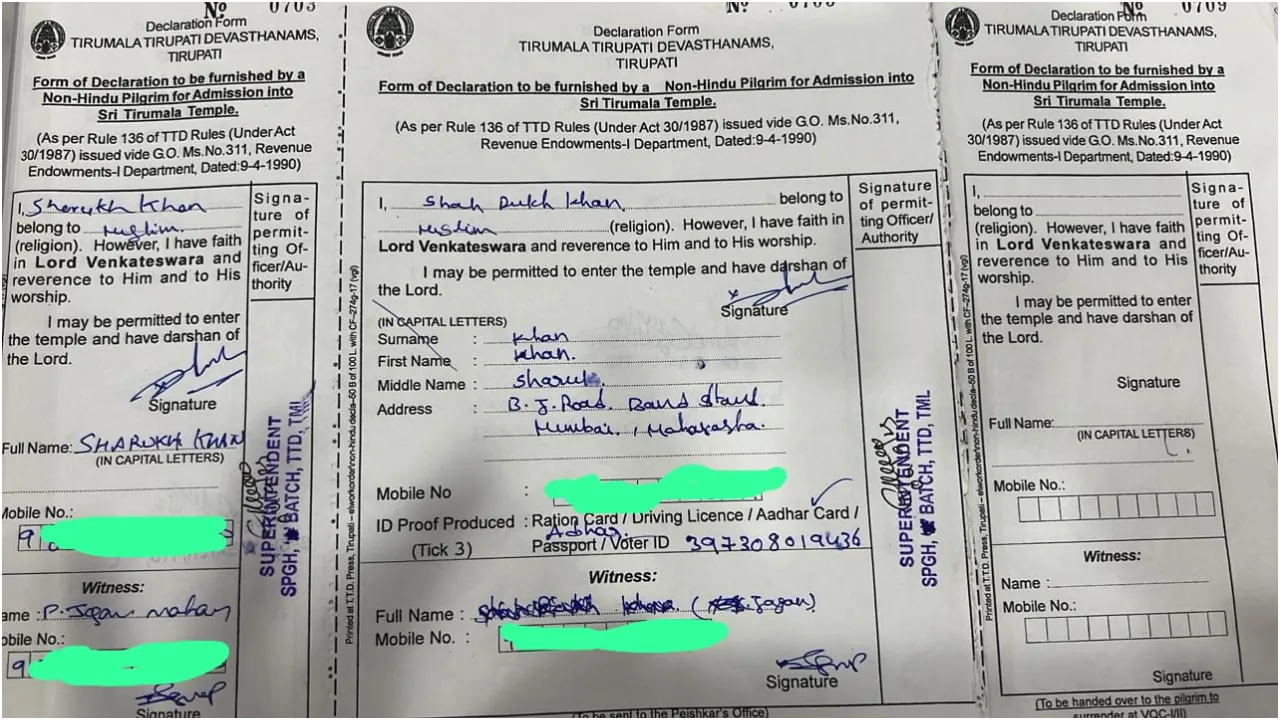 No 0703
Declaration Form
TIRUMALA TIRUPATI DEVASTHANAMS,
TIRUPATI
Form of Declaration to be furnished by a
Non-Hindu Pilgrim for Admission into
Sri Tirumala Temple.
(As per Rule 136 of TTD Rules (Under Act
30/1987) issued vide G.O. Ms.No.311, Revenue
Endowments-I Department, Dated:9-4-1990)
I, Sharukh Khan
belong to Muslim.
(religion). However, I have faith
in Lord Venkateswara and
reverence to Him and to His
worship.
I may be permitted to enter
the temple and have darshan of
the Lord.
Signature
Full Name: SHARUKH KHAN
(IN CAPITAL LETTERS)
Mobile No.:
9
Witness:
ame : P. Jagan mohan
obile No.:
9
Signature
Signa-
ture of
permit-
ting Of-
ficer/Au-
thority
SUPERINTENDENT
SPGH, BATCH, TTD, TML
No
Declaration Form
TIRUMALA TIRUPATI DEVASTHANAMS,
TIRUPATI
Form of Declaration to be furnished by a Non-Hindu Pilgrim for Admission into
Sri Tirumala Temple.
(As per Rule 136 of TTD Rules (Under Act 30/1987) issued vide G.O. Ms.No.311,
Revenue Endowments-I Department, Dated:9-4-1990)
I, Shah Rukh Khan belong to
Muslim (religion). However, I have faith in
Lord Venkateswara and reverence to Him and to His worship.
I may be permitted to enter the temple and have darshan of
the Lord.
Signature
(IN CAPITAL LETTERS)
Surname : Khan
First Name : Khan.
Middle Name : Sharuk
Address : B. J. Road. Band Stand.
Mumbai, Maharasha.
Mobile No :
ID Proof Produced : Ration Card / Driving Licence / Aadhar Card /
Adhar.
(Tick 3) Passport / Voter ID [ID number omitted]
Witness:
Full Name : Jagan)
Mobile No. :
Signature
(To be sent to the Peishkar's Office)
Signature
of permit-
ting Officer/
Authority
SUPERINTENDENT
SPGH, BATCH, TTD, TML
No 0709
Declaration Form
TIRUMALA TIRUPATI DEVASTHANAMS,
TIRUPATI
Form of Declaration to be furnished by a
Non-Hindu Pilgrim for Admission into
Sri Tirumala Temple.
(As per Rule 136 of TTD Rules (Under Act
30/1987) issued vide G.O. Ms.No.311, Revenue
Endowments-I Department, Dated:9-4-1990)
I,
belong to
(religion). However, I have faith
in Lord Venkateswara and
reverence to Him and to His
worship.
I may be permitted to enter
the temple and have darshan of
the Lord.
Signature
Full Name:
(IN CAPITAL LETTERS)
Mobile No.:
Witness:
Name :
Mobile No.:
Signature
(To be handed over to the pilgrim to
surrender at VQC-I/II)
Signa-
ture of
permit-
ting Of-
ficer/Au-
thority